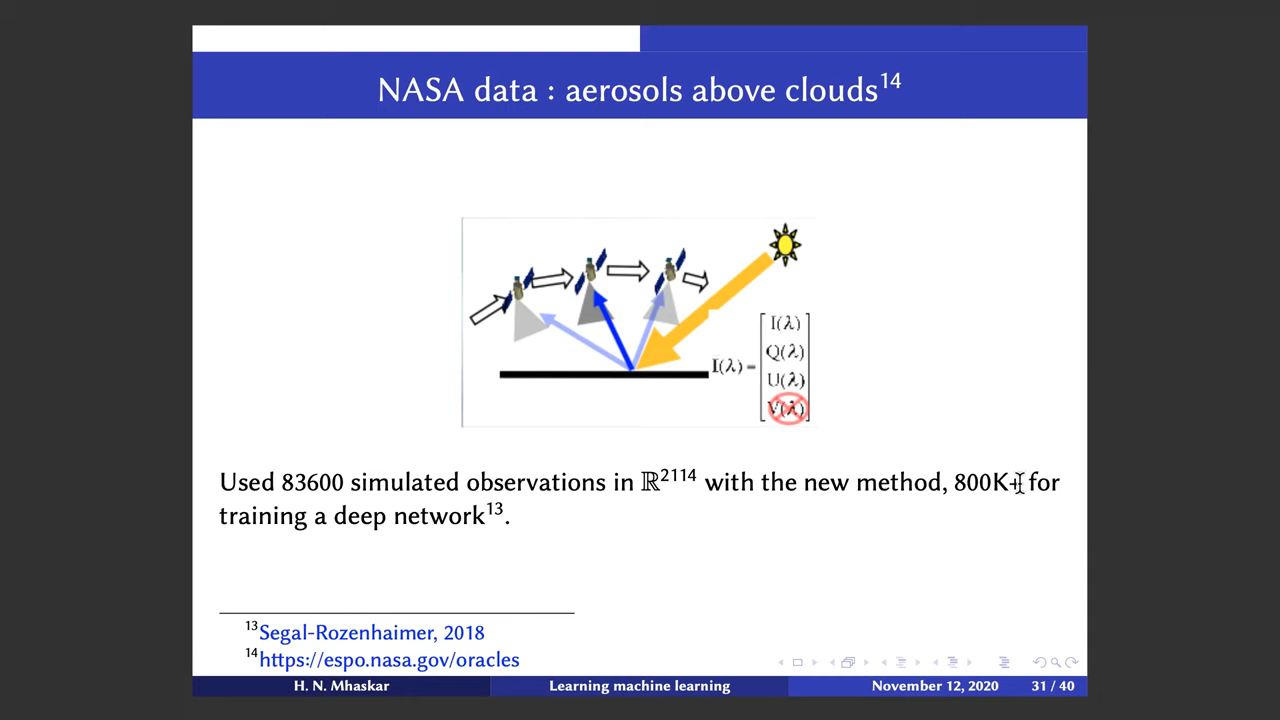 NASA data : aerosols above clouds14
I(λ) =
I(λ)
Q(λ)
U(λ)
V(λ)
Used 83600 simulated observations in ℝ2114 with the new method, 800K+ for
training a deep network13.
13Segal-Rozenhaimer, 2018
14https://espo.nasa.gov/oracles
H. N. Mhaskar Learning machine learning November 12, 2020 31 / 40